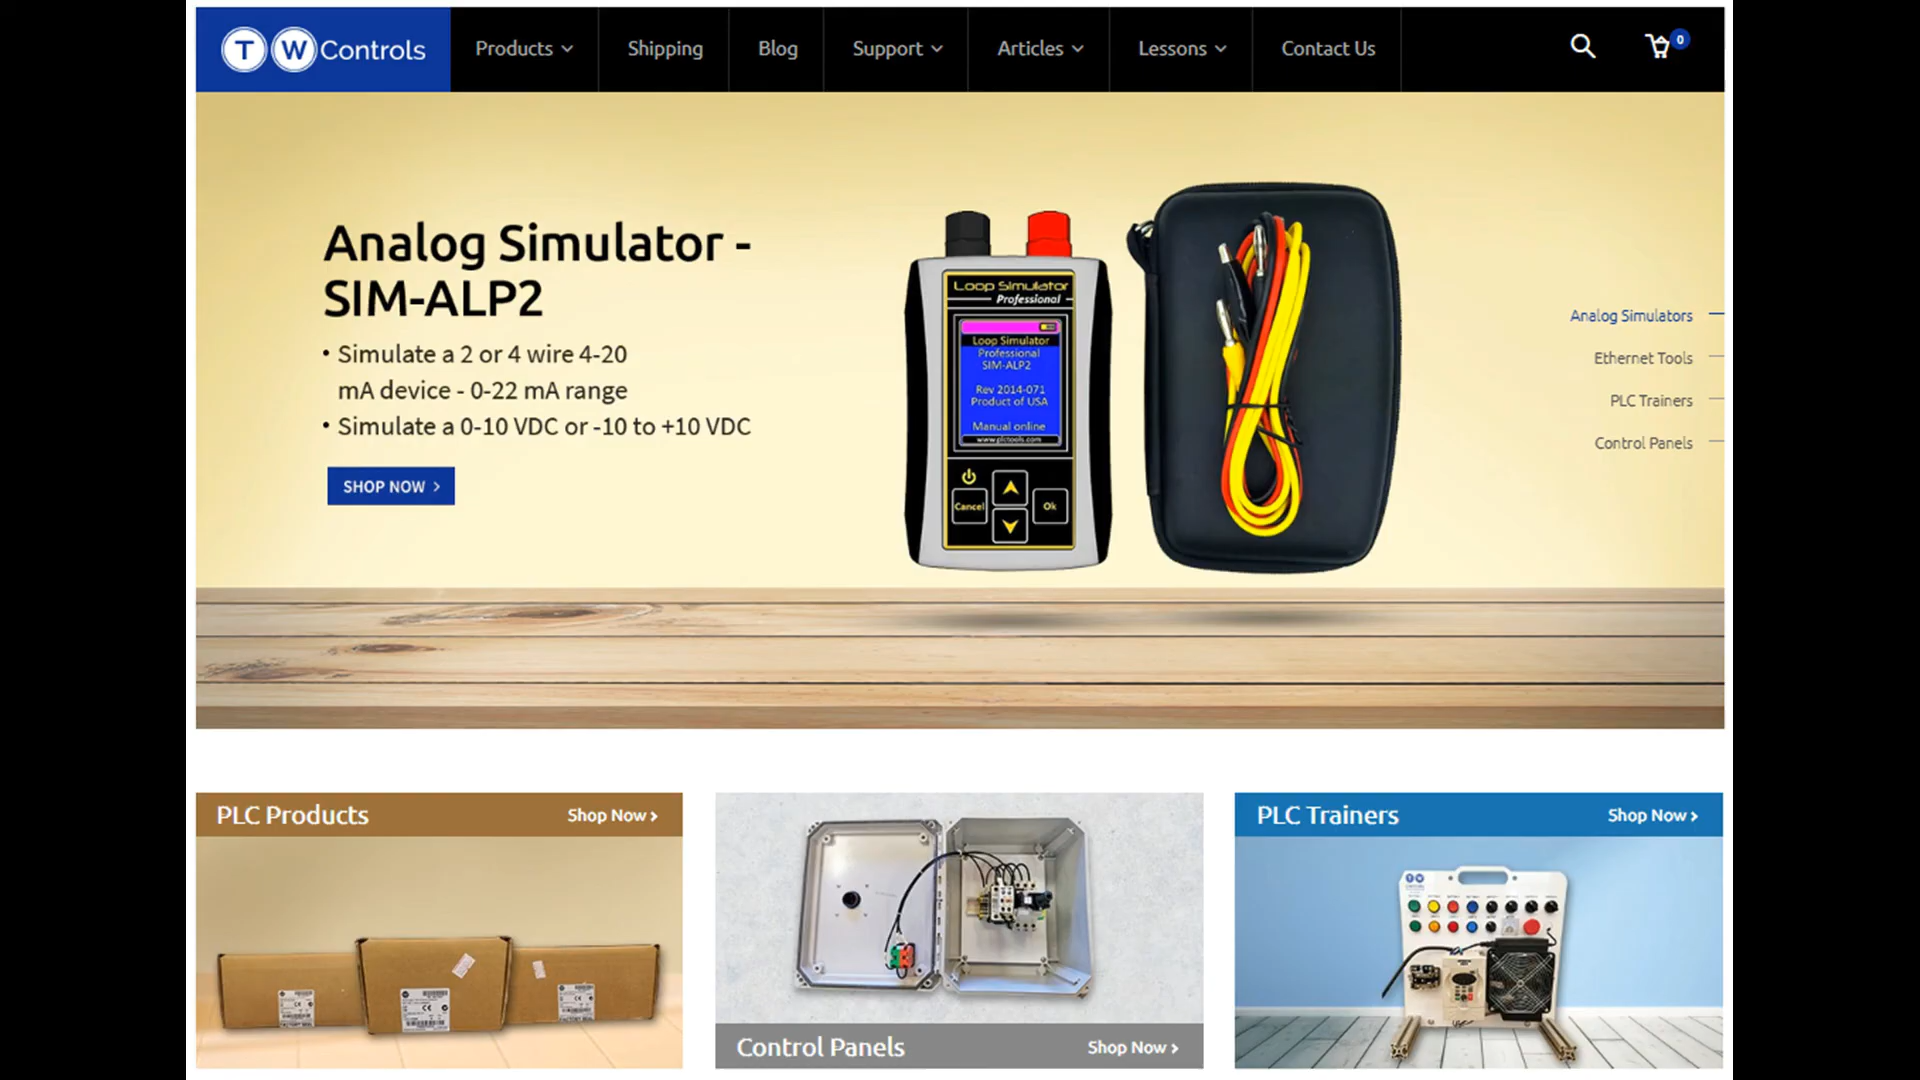 TW Controls
Products
Shipping
Blog
Support
Articles
Lessons
Contact Us
0
Analog Simulator -
SIM-ALP2
• Simulate a 2 or 4 wire 4-20
mA device - 0-22 mA range
• Simulate a 0-10 VDC or -10 to +10 VDC
SHOP NOW >
Loop Simulator
Professional
Loop Simulator
Professional
SIM-ALP2
Rev 2014-071
Product of USA
Manual online
www.plctools.com
Cancel
Ok
Analog Simulators
Ethernet Tools
PLC Trainers
Control Panels
PLC Products
Shop Now >
Control Panels
Shop Now >
PLC Trainers
Shop Now >